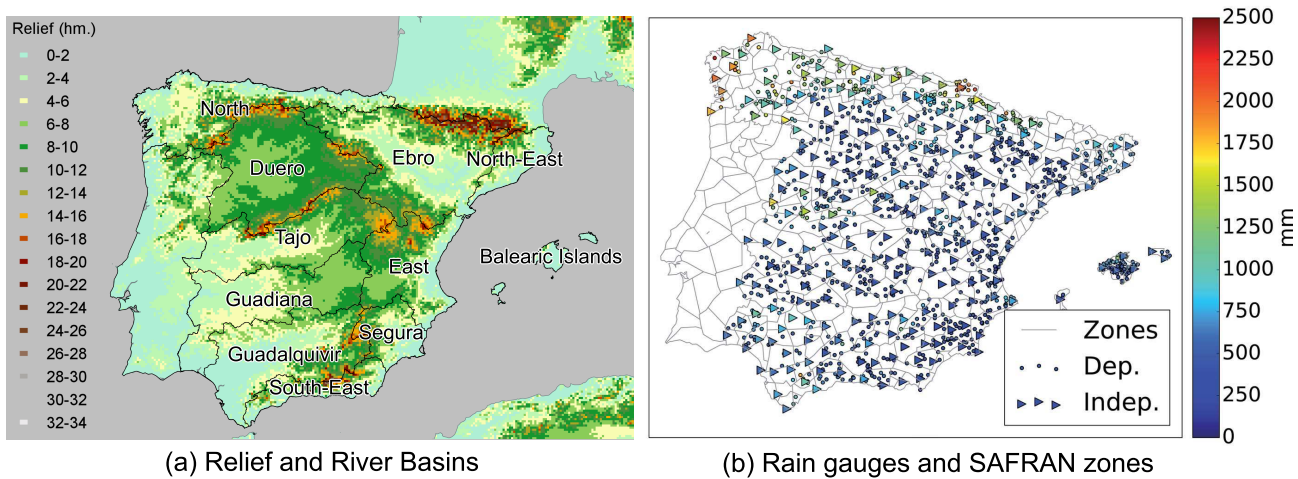 Relief (hm.)
0-2
2-4
4-6
6-8
8-10
10-12
12-14
14-16
16-18
18-20
20-22
22-24
24-26
26-28
28-30
30-32
32-34
North
Duero
Ebro
North-East
Tajo
East
Balearic Islands
Guadiana
Segura
Guadalquivir
South-East
(a) Relief and River Basins
2500
2250
2000
1750
1500
1250
1000
750
500
250
0
mm
Zones
Dep.
Indep.
(b) Rain gauges and SAFRAN zones